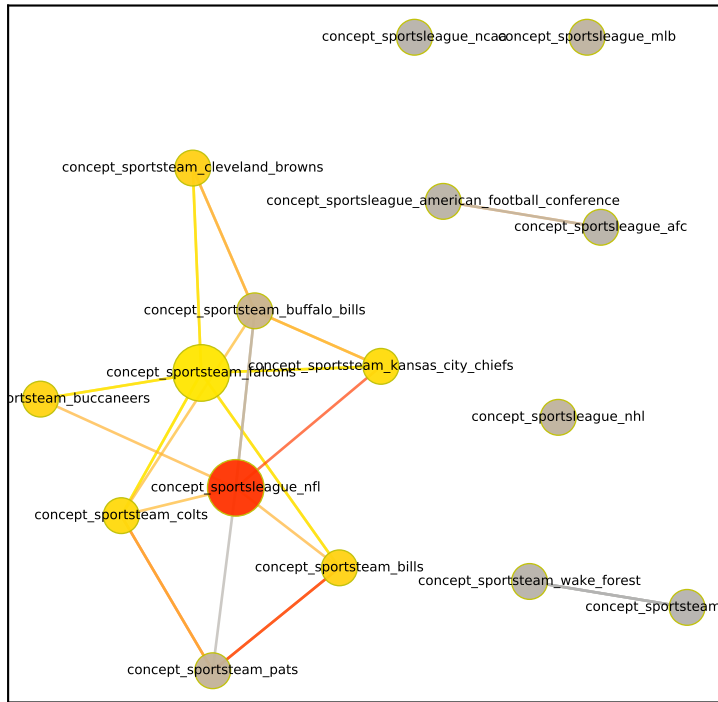 concept_sportsleague_ncaa
concept_sportsleague_mlb
concept_sportsteam_cleveland_browns
concept_sportsleague_american_football_conference
concept_sportsleague_afc
concept_sportsteam_buffalo_bills
concept_sportsteam_kansas_city_chiefs
concept_sportsteam_falcons
ortsteam_buccaneers
concept_sportsleague_nhl
concept_sportsleague_nfl
concept_sportsteam_colts
concept_sportsteam_bills
concept_sportsteam_wake_forest
concept_sportsteam
concept_sportsteam_pats